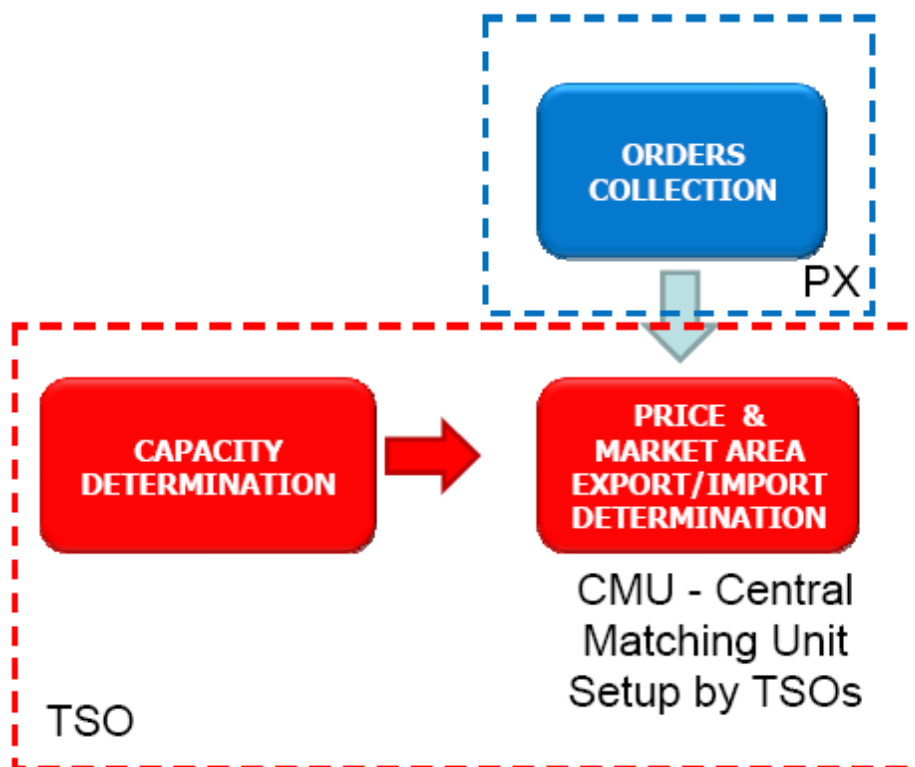 ORDERS
COLLECTION
PX
CAPACITY
DETERMINATION
PRICE &
MARKET AREA
EXPORT/IMPORT
DETERMINATION
CMU - Central
Matching Unit
Setup by TSOs
TSO